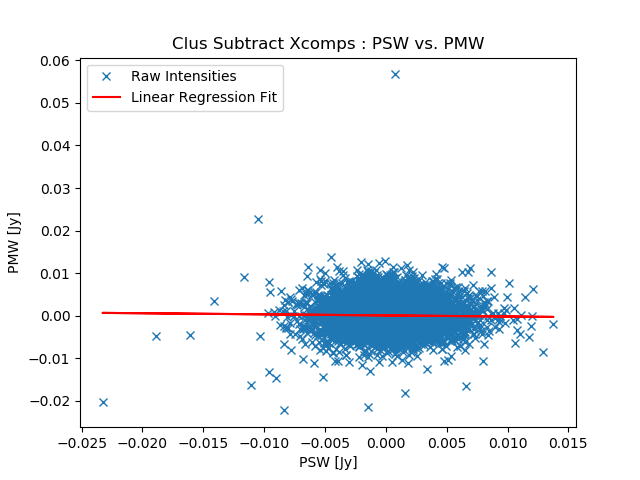 Clus Subtract Xcomps : PSW vs. PMW
Raw Intensities
Linear Regression Fit
PMW [Jy]
0.06
0.05
0.04
0.03
0.02
0.01
0.00
−0.01
−0.02
−0.025 −0.020 −0.015 −0.010 −0.005 0.000 0.005 0.010 0.015
PSW [Jy]